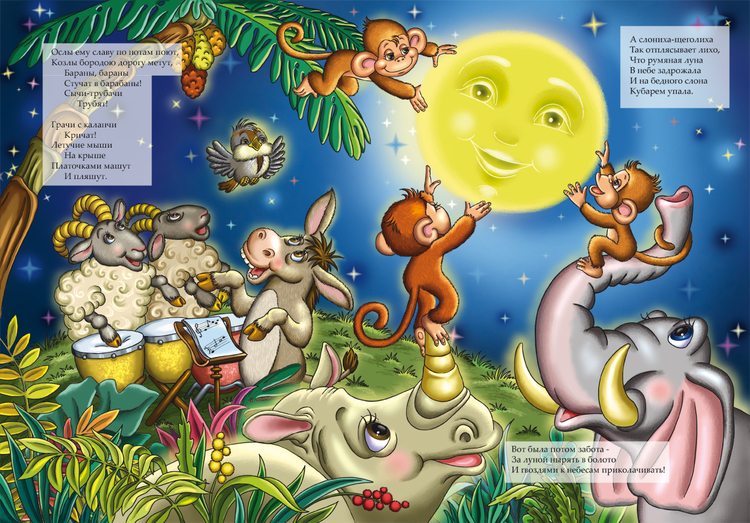 Ослы ему славу по нотам поют,
Козлы бородою дорогу метут,
Бараны, бараны
Стучат в барабаны!
Сычи-трубачи
Трубят!
Грачи с каланчи
Кричат!
Летучие мыши
На крыше
Платочками машут
И пляшут.
А слониха-щеголиха
Так отплясывает лихо,
Что румяная луна
В небе задрожала
И на бедного слона
Кубарем упала.
Вот была потом забота -
За луной нырять в болото
И гвоздями к небесам приколачивать!